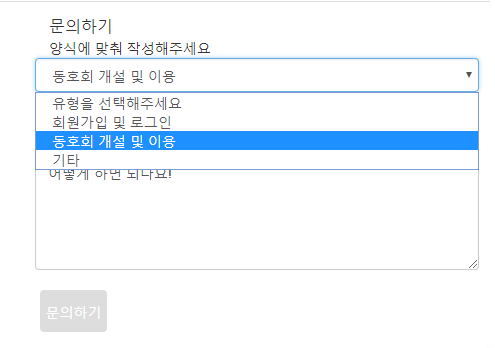 문의하기
양식에 맞춰 작성해주세요
동호회 개설 및 이용
유형을 선택해주세요
회원가입 및 로그인
동호회 개설 및 이용
기타
어떻게 하면 되나요!
문의하기